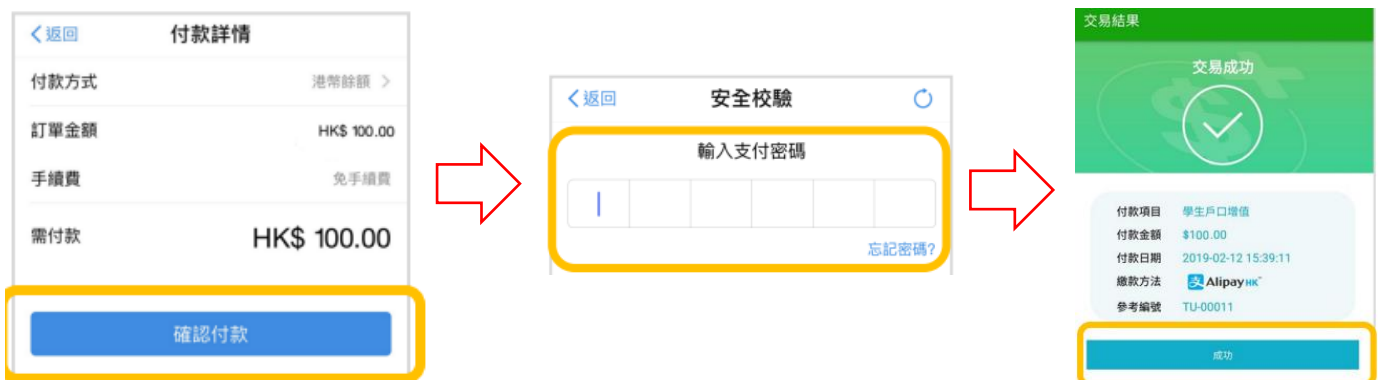 返回 付款詳情
付款方式 港幣餘額
訂單金額 HK$ 100.00
手續費 免手續費
需付款 HK$ 100.00
確認付款
返回 安全校驗
輸入支付密碼
忘記密碼?
交易結果
交易成功
付款項目 學生戶口增值
付款金額 $100.00
付款日期 2019-02-12 15:39:11
繳款方法 支 Alipay HK
參考編號 TU-00011
成功